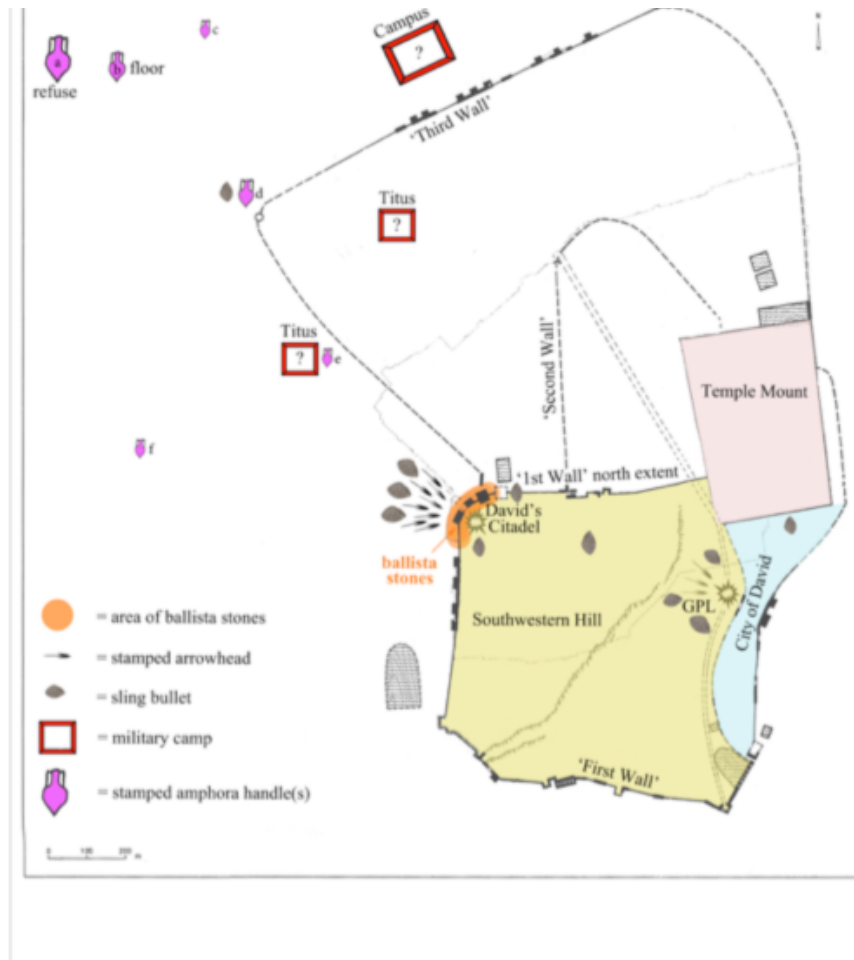 c
Campus
?
a
b
floor
refuse
N
'Third Wall'
d
Titus
?
Titus
?
e
'Second Wall'
Temple Mount
f
'1st Wall' north extent
David's
Citadel
ballista
stones
GPL
City of David
Southwestern Hill
= area of ballista stones
= stamped arrowhead
= sling bullet
= military camp
'First Wall'
= stamped amphora handle(s)
0
200
m